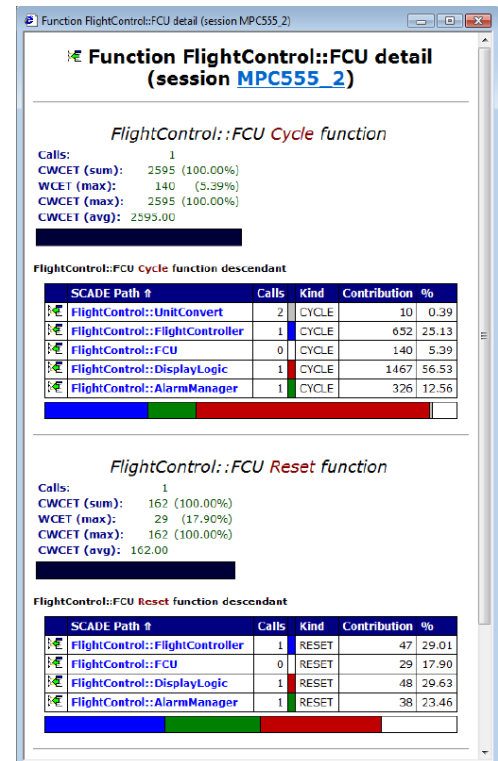 Function FlightControl::FCU detail (session MPC555_2)
Function FlightControl::FCU detail
(session MPC555_2)
FlightControl::FCU Cycle function
Calls: 1
CWCET (sum): 2595 (100.00%)
WCET (max): 140 (5.39%)
CWCET (max): 2595 (100.00%)
CWCET (avg): 2595.00
FlightControl::FCU Cycle function descendant
SCADE Path ⇑ Calls Kind Contribution %
FlightControl::UnitConvert 2 CYCLE 10 0.39
FlightControl::FlightController 1 CYCLE 652 25.13
FlightControl::FCU 0 CYCLE 140 5.39
FlightControl::DisplayLogic 1 CYCLE 1467 56.53
FlightControl::AlarmManager 1 CYCLE 326 12.56
FlightControl::FCU Reset function
Calls: 1
CWCET (sum): 162 (100.00%)
WCET (max): 29 (17.90%)
CWCET (max): 162 (100.00%)
CWCET (avg): 162.00
FlightControl::FCU Reset function descendant
SCADE Path ⇑ Calls Kind Contribution %
FlightControl::FlightController 1 RESET 47 29.01
FlightControl::FCU 0 RESET 29 17.90
FlightControl::DisplayLogic 1 RESET 48 29.63
FlightControl::AlarmManager 1 RESET 38 23.46